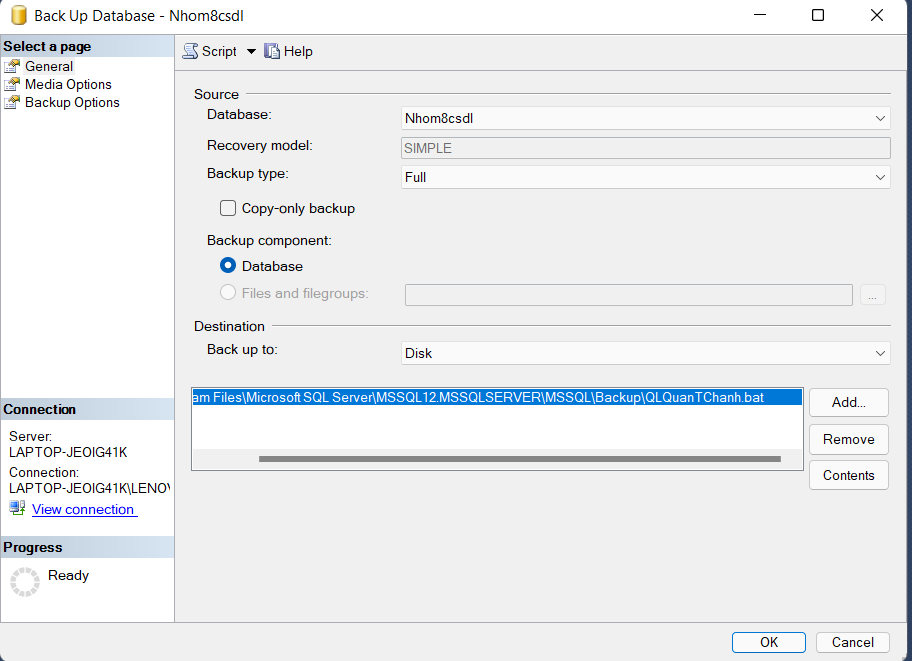 Back Up Database - Nhom8csdl
Select a page
General
Media Options
Backup Options
Script
Help
Source
Database:
Nhom8csdl
Recovery model:
SIMPLE
Backup type:
Full
Copy-only backup
Backup component:
Database
Files and filegroups:
...
Destination
Back up to:
Disk
am Files\Microsoft SQL Server\MSSQL12.MSSQLSERVER\MSSQL\Backup\QLQuanTChanh.bat
Add...
Remove
Contents
Connection
Server:
LAPTOP-JEOIG41K
Connection:
LAPTOP-JEOIG41K\LENOV
View connection
Progress
Ready
OK
Cancel